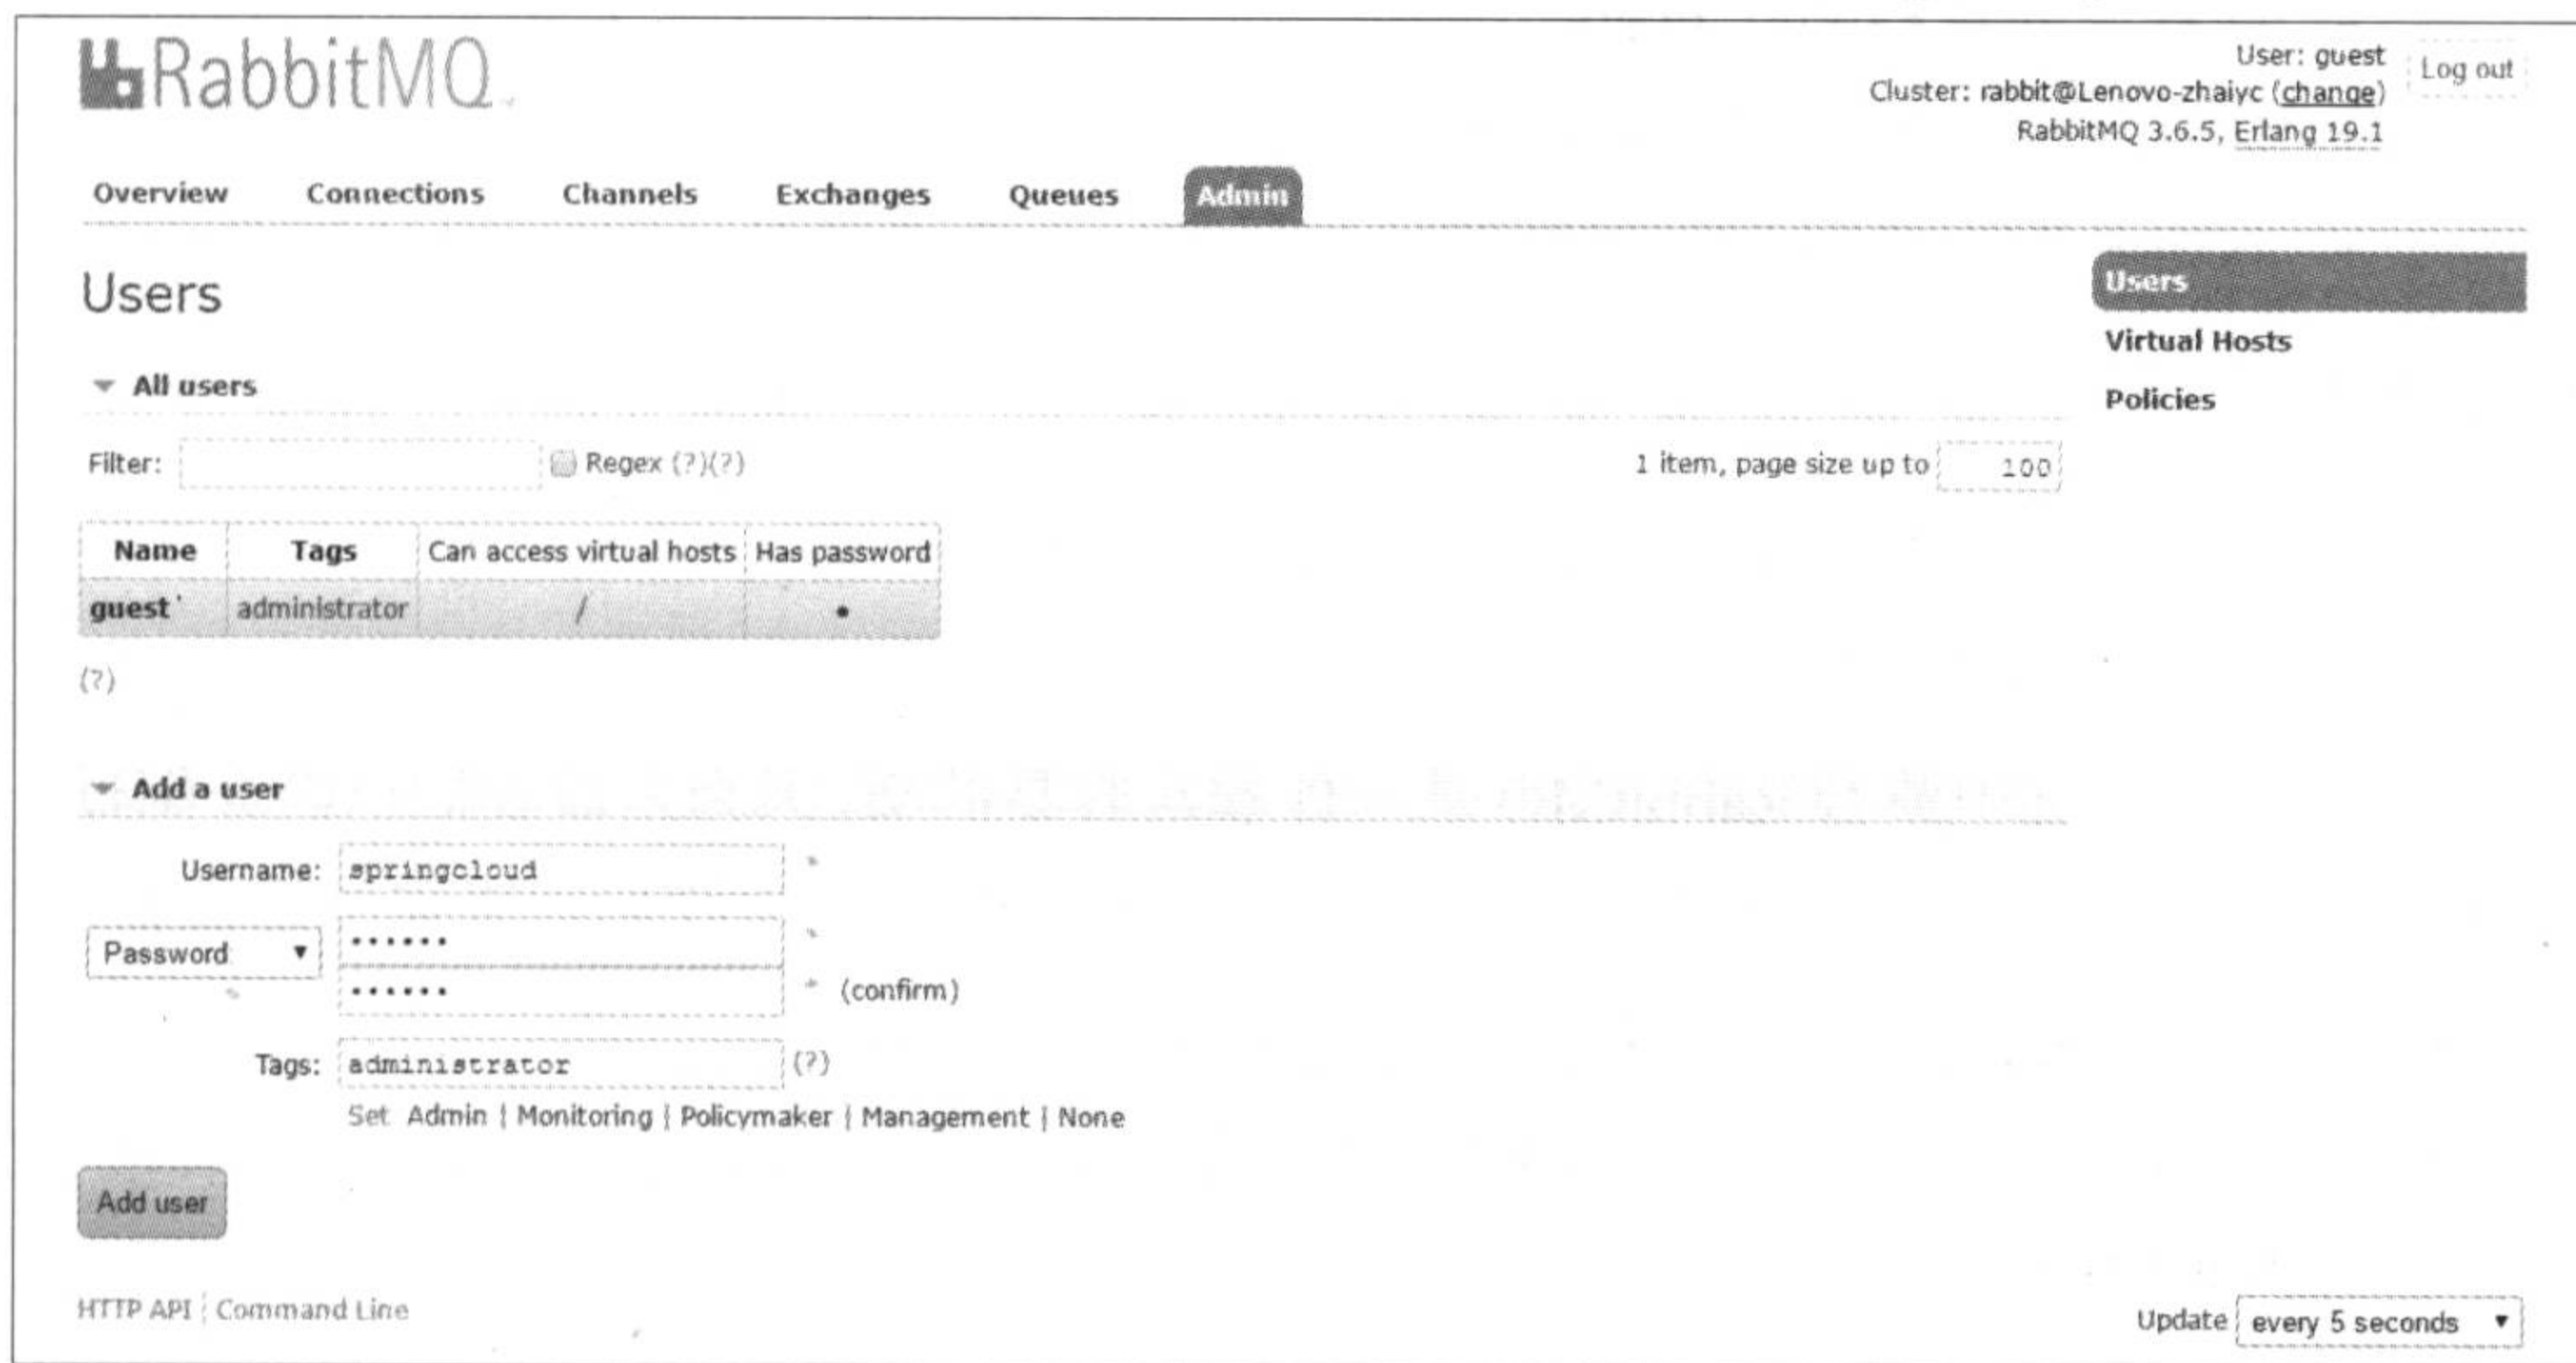 RabbitMQ
User: guest
Log out
Cluster: rabbit@Lenovo-zhaiyc (change)
RabbitMQ 3.6.5, Erlang 19.1
Overview Connections Channels Exchanges Queues Admin
Users
Users
Virtual Hosts
Policies
All users
Filter: Regex (?)(?) 1 item, page size up to 100
Name Tags Can access virtual hosts Has password
guest administrator / •
(?)
Add a user
Username: springcloud *
Password •••••• *
•••••• * (confirm)
Tags: administrator (?)
Set Admin | Monitoring | Policymaker | Management | None
Add user
HTTP API | Command Line
Update every 5 seconds